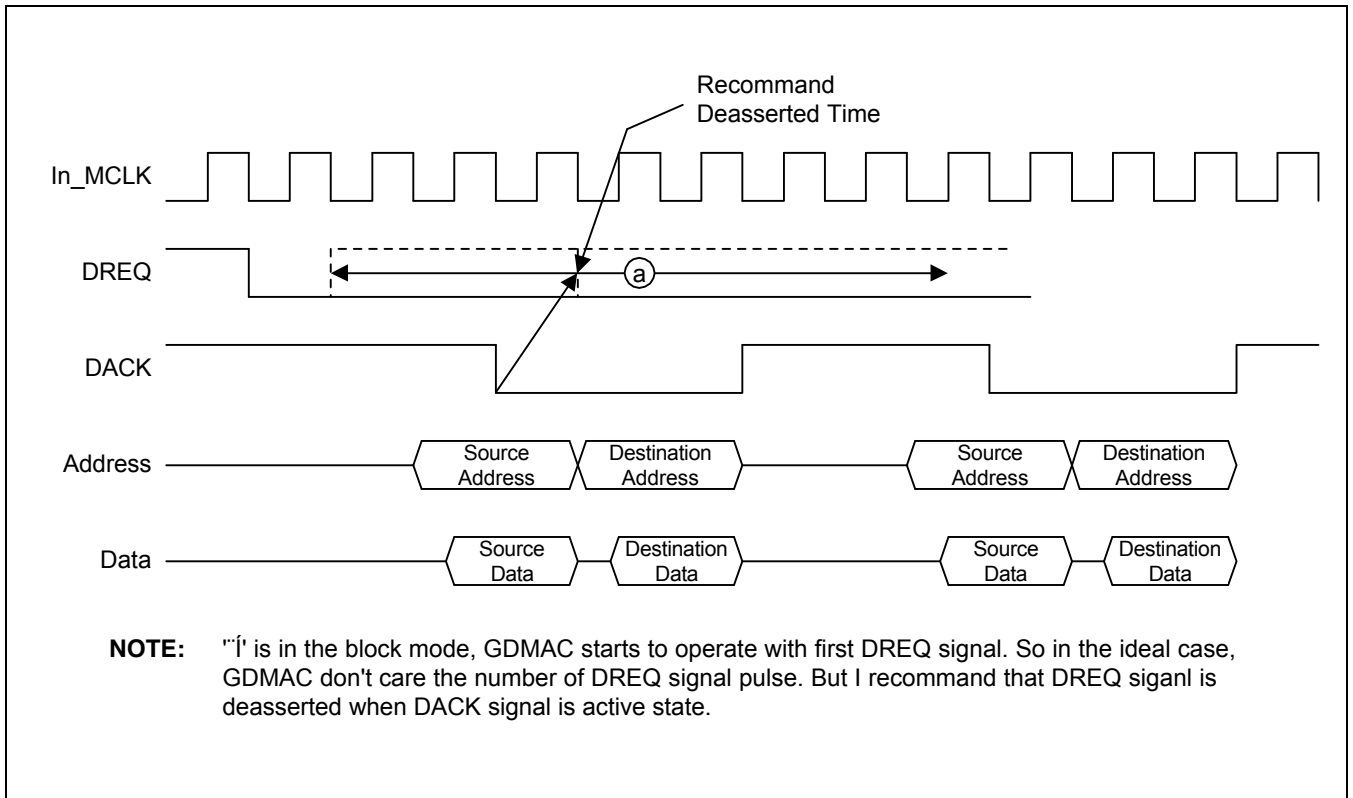 Recommand
Deasserted Time
In_MCLK
DREQ
a
DACK
Address
Source
Address
Destination
Address
Source
Address
Destination
Address
Data
Source
Data
Destination
Data
Source
Data
Destination
Data
NOTE: '¨Í' is in the block mode, GDMAC starts to operate with first DREQ signal. So in the ideal case,
GDMAC don't care the number of DREQ signal pulse. But I recommand that DREQ siganl is
deasserted when DACK signal is active state.